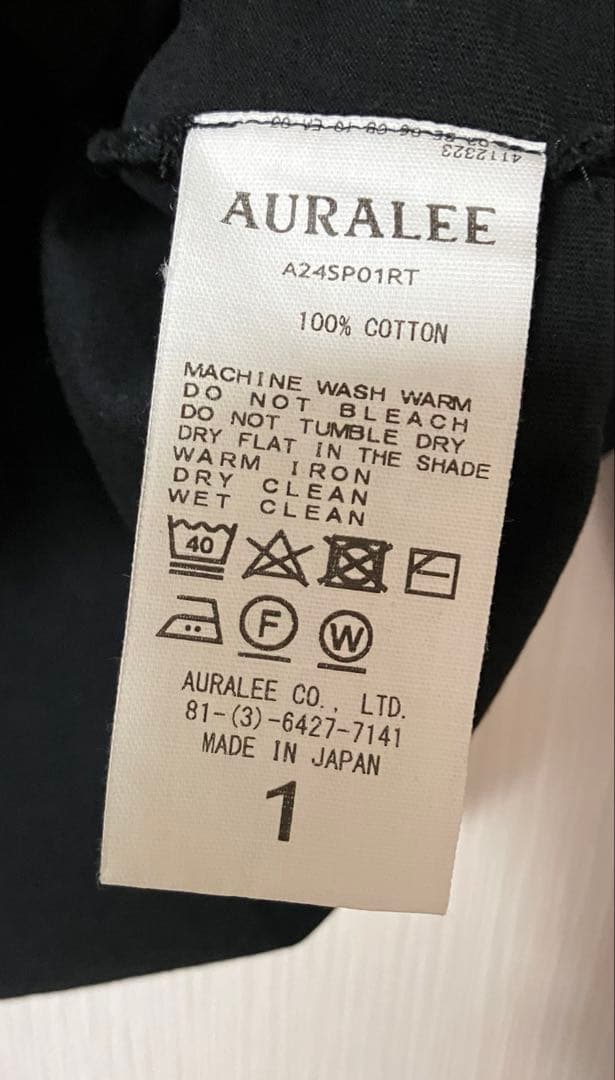 4112323
AURALEE
A24SP01RT
100% COTTON
MACHINE WASH WARM
DO NOT BLEACH
DO NOT TUMBLE DRY
DRY FLAT IN THE SHADE
WARM IRON
DRY CLEAN
WET CLEAN
40
F W
AURALEE CO., LTD.
81-(3)-6427-7141
MADE IN JAPAN
1